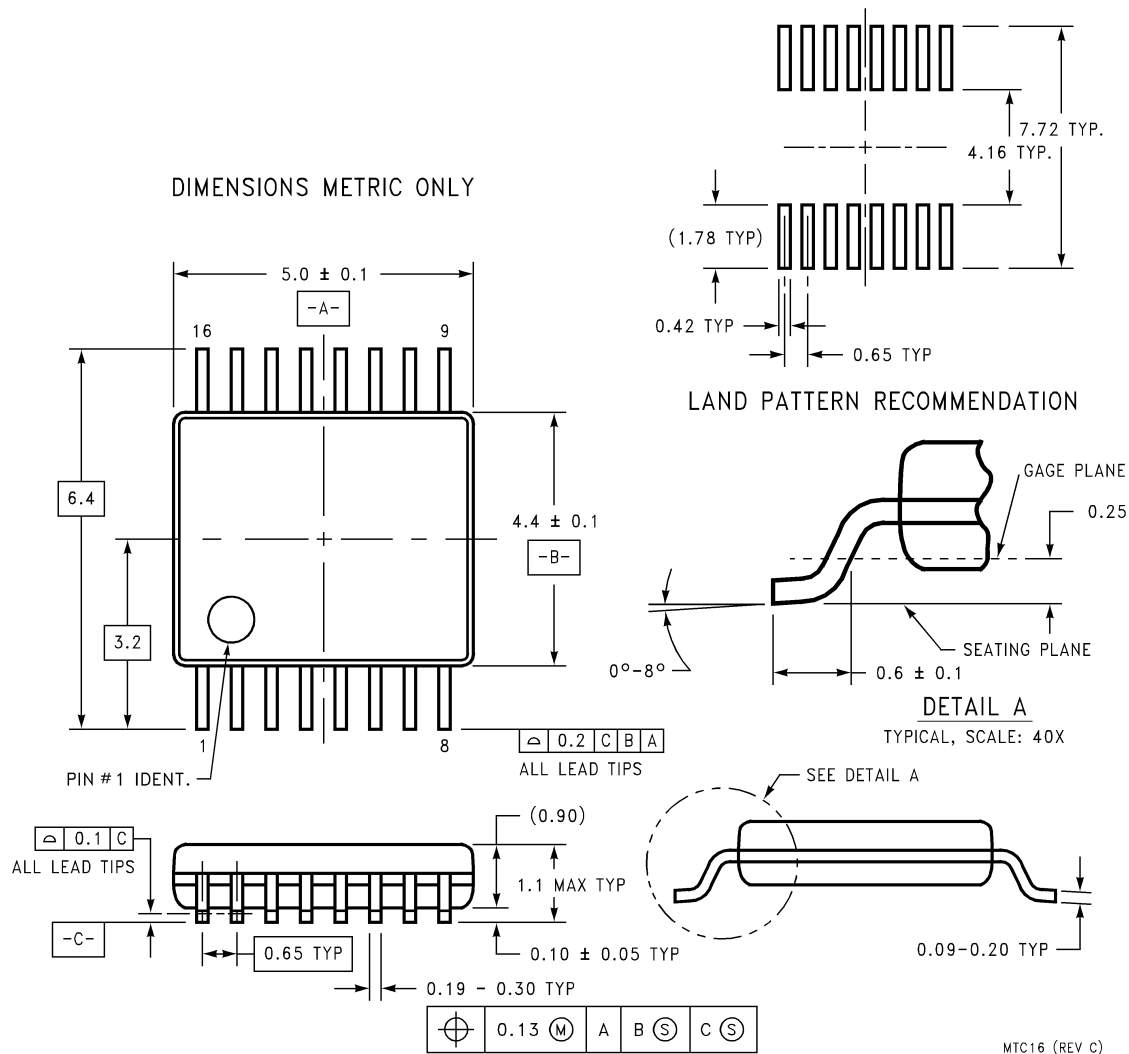 7.72 TYP.
4.16 TYP.
DIMENSIONS METRIC ONLY
(1.78 TYP)
5.0 ± 0.1
-A-
0.42 TYP
0.65 TYP
16
9
LAND PATTERN RECOMMENDATION
GAGE PLANE
6.4
0.25
4.4 ± 0.1
-B-
3.2
SEATING PLANE
0°-8°
0.6 ± 0.1
DETAIL A
TYPICAL, SCALE: 40X
1
8
0.2 C B A
ALL LEAD TIPS
PIN #1 IDENT.
SEE DETAIL A
(0.90)
0.1 C
ALL LEAD TIPS
1.1 MAX TYP
-C-
0.65 TYP
0.10 ± 0.05 TYP
0.09-0.20 TYP
0.19 - 0.30 TYP
0.13 Ⓜ A B Ⓢ C Ⓢ
MTC16 (REV C)